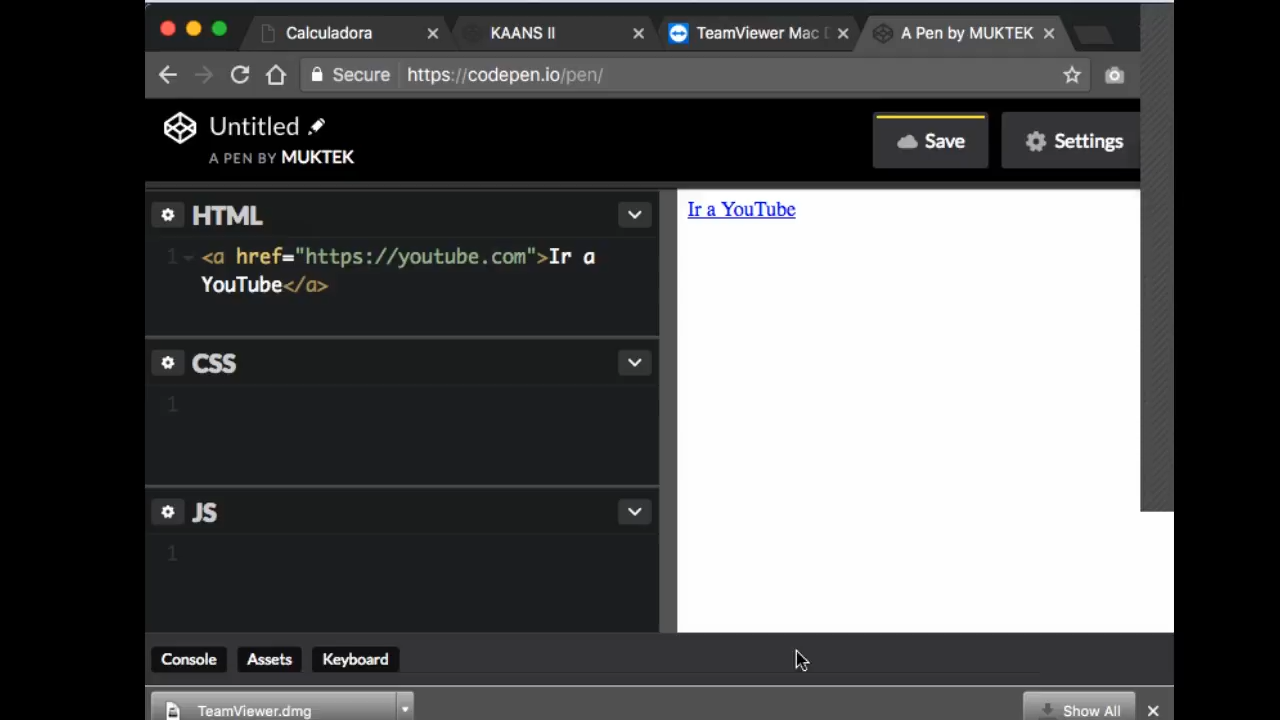 Calculadora
KAANS II
TeamViewer Mac
A Pen by MUKTEK
Secure https://codepen.io/pen/
Untitled
A PEN BY MUKTEK
Save
Settings
HTML
1 <a href="https://youtube.com">Ir a
YouTube</a>
CSS
1
JS
1
Ir a YouTube
Console Assets Keyboard
TeamViewer.dmg
Show All